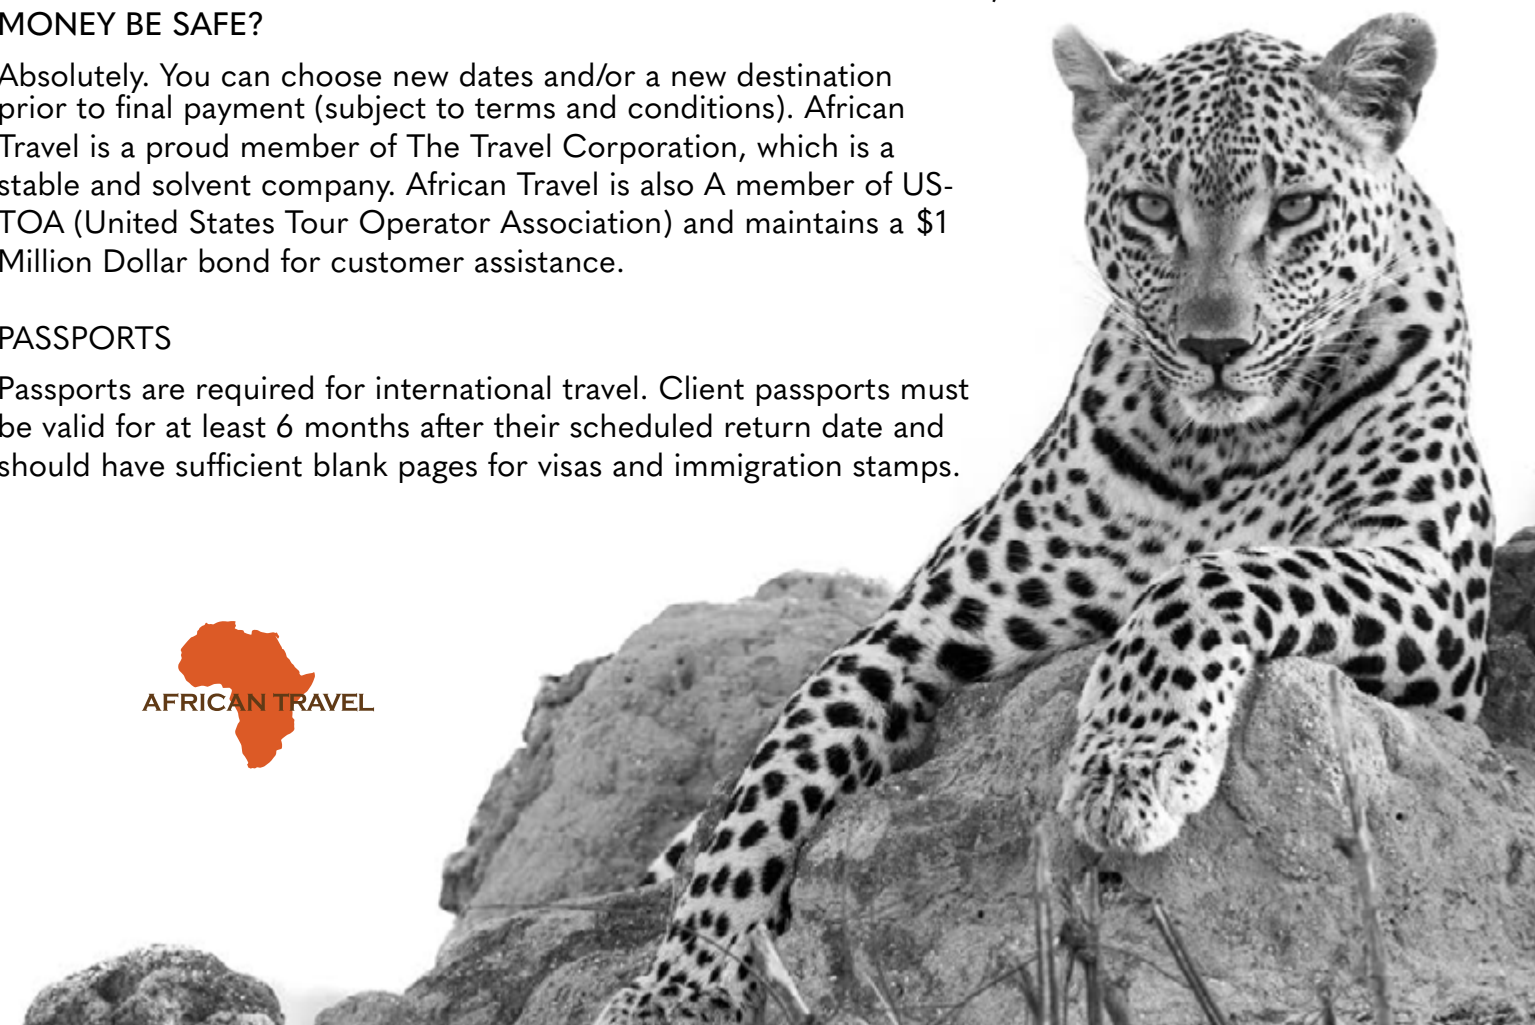 MONEY BE SAFE?
Absolutely. You can choose new dates and/or a new destination
prior to final payment (subject to terms and conditions). African
Travel is a proud member of The Travel Corporation, which is a
stable and solvent company. African Travel is also A member of US-
TOA (United States Tour Operator Association) and maintains a $1
Million Dollar bond for customer assistance.
PASSPORTS
Passports are required for international travel. Client passports must
be valid for at least 6 months after their scheduled return date and
should have sufficient blank pages for visas and immigration stamps.
AFRICAN TRAVEL